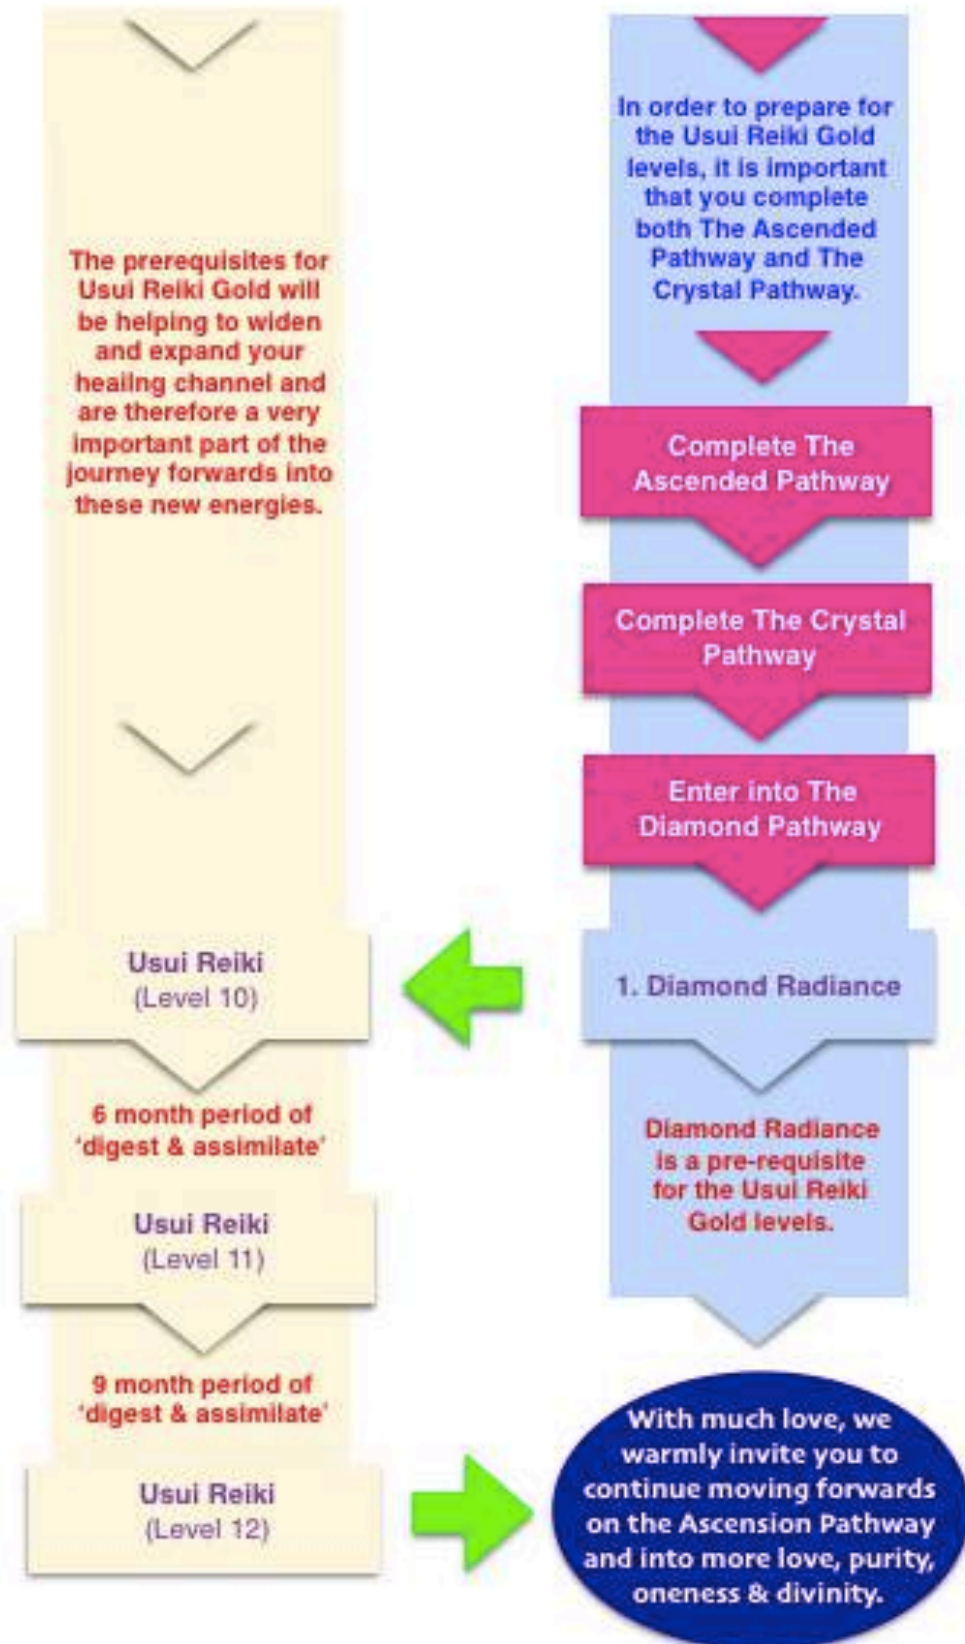 The prerequisites for
Usui Reiki Gold will
be helping to widen
and expand your
healing channel and
are therefore a very
important part of the
journey forwards into
these new energies.
Usui Reiki
(Level 10)
6 month period of
‘digest & assimilate’
Usui Reiki
(Level 11)
9 month period of
‘digest & assimilate’
Usui Reiki
(Level 12)
In order to prepare for
the Usui Reiki Gold
levels, it is important
that you complete
both The Ascended
Pathway and The
Crystal Pathway.
Complete The
Ascended Pathway
Complete The Crystal
Pathway
Enter into The
Diamond Pathway
1. Diamond Radiance
Diamond Radiance
is a pre-requisite
for the Usui Reiki
Gold levels.
With much love, we
warmly invite you to
continue moving forwards
on the Ascension Pathway
and into more love, purity,
oneness & divinity.